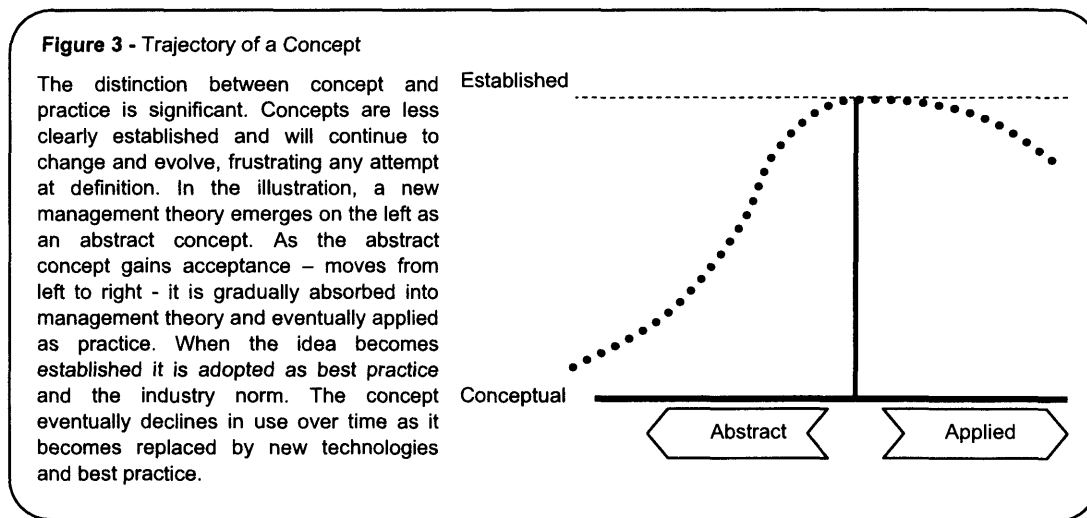 Figure 3 - Trajectory of a Concept
The distinction between concept and
practice is significant. Concepts are less
clearly established and will continue to
change and evolve, frustrating any attempt
at definition. In the illustration, a new
management theory emerges on the left as
an abstract concept. As the abstract
concept gains acceptance – moves from
left to right - it is gradually absorbed into
management theory and eventually applied
as practice. When the idea becomes
established it is adopted as best practice
and the industry norm. The concept
eventually declines in use over time as it
becomes replaced by new technologies
and best practice.
Established
Conceptual
Abstract
Applied